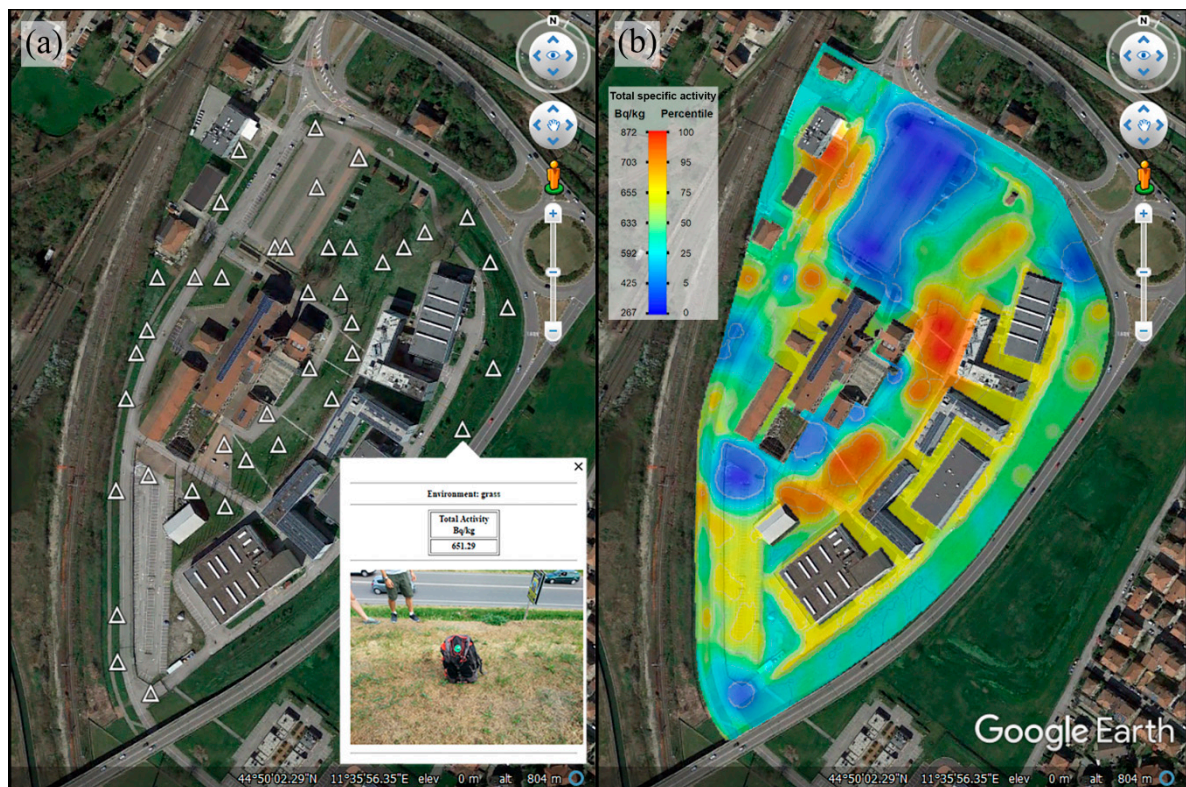 (a)
N
Environment: grass
Total Activity
Bq/kg
651.29
44°50'02.29"N 11°35'56.35"E elev 0 m alt 804 m
(b)
N
Total specific activity
Bq/kg Percentile
872 100
703 95
655 75
633 50
592 25
425 5
267 0
Google Earth
44°50'02.29"N 11°35'56.35"E elev 0 m alt 804 m